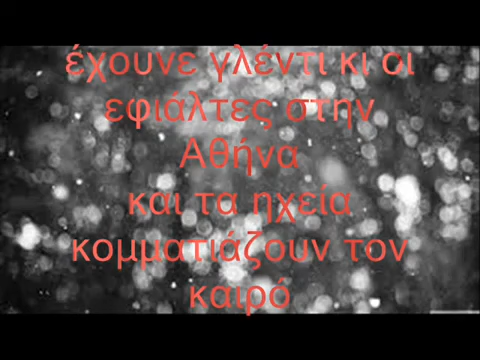 έχουνε γλέντι κι οι
εφιάλτες στην
Αθήνα
και τα ηχεία
κομματιάζουν τον
καιρό